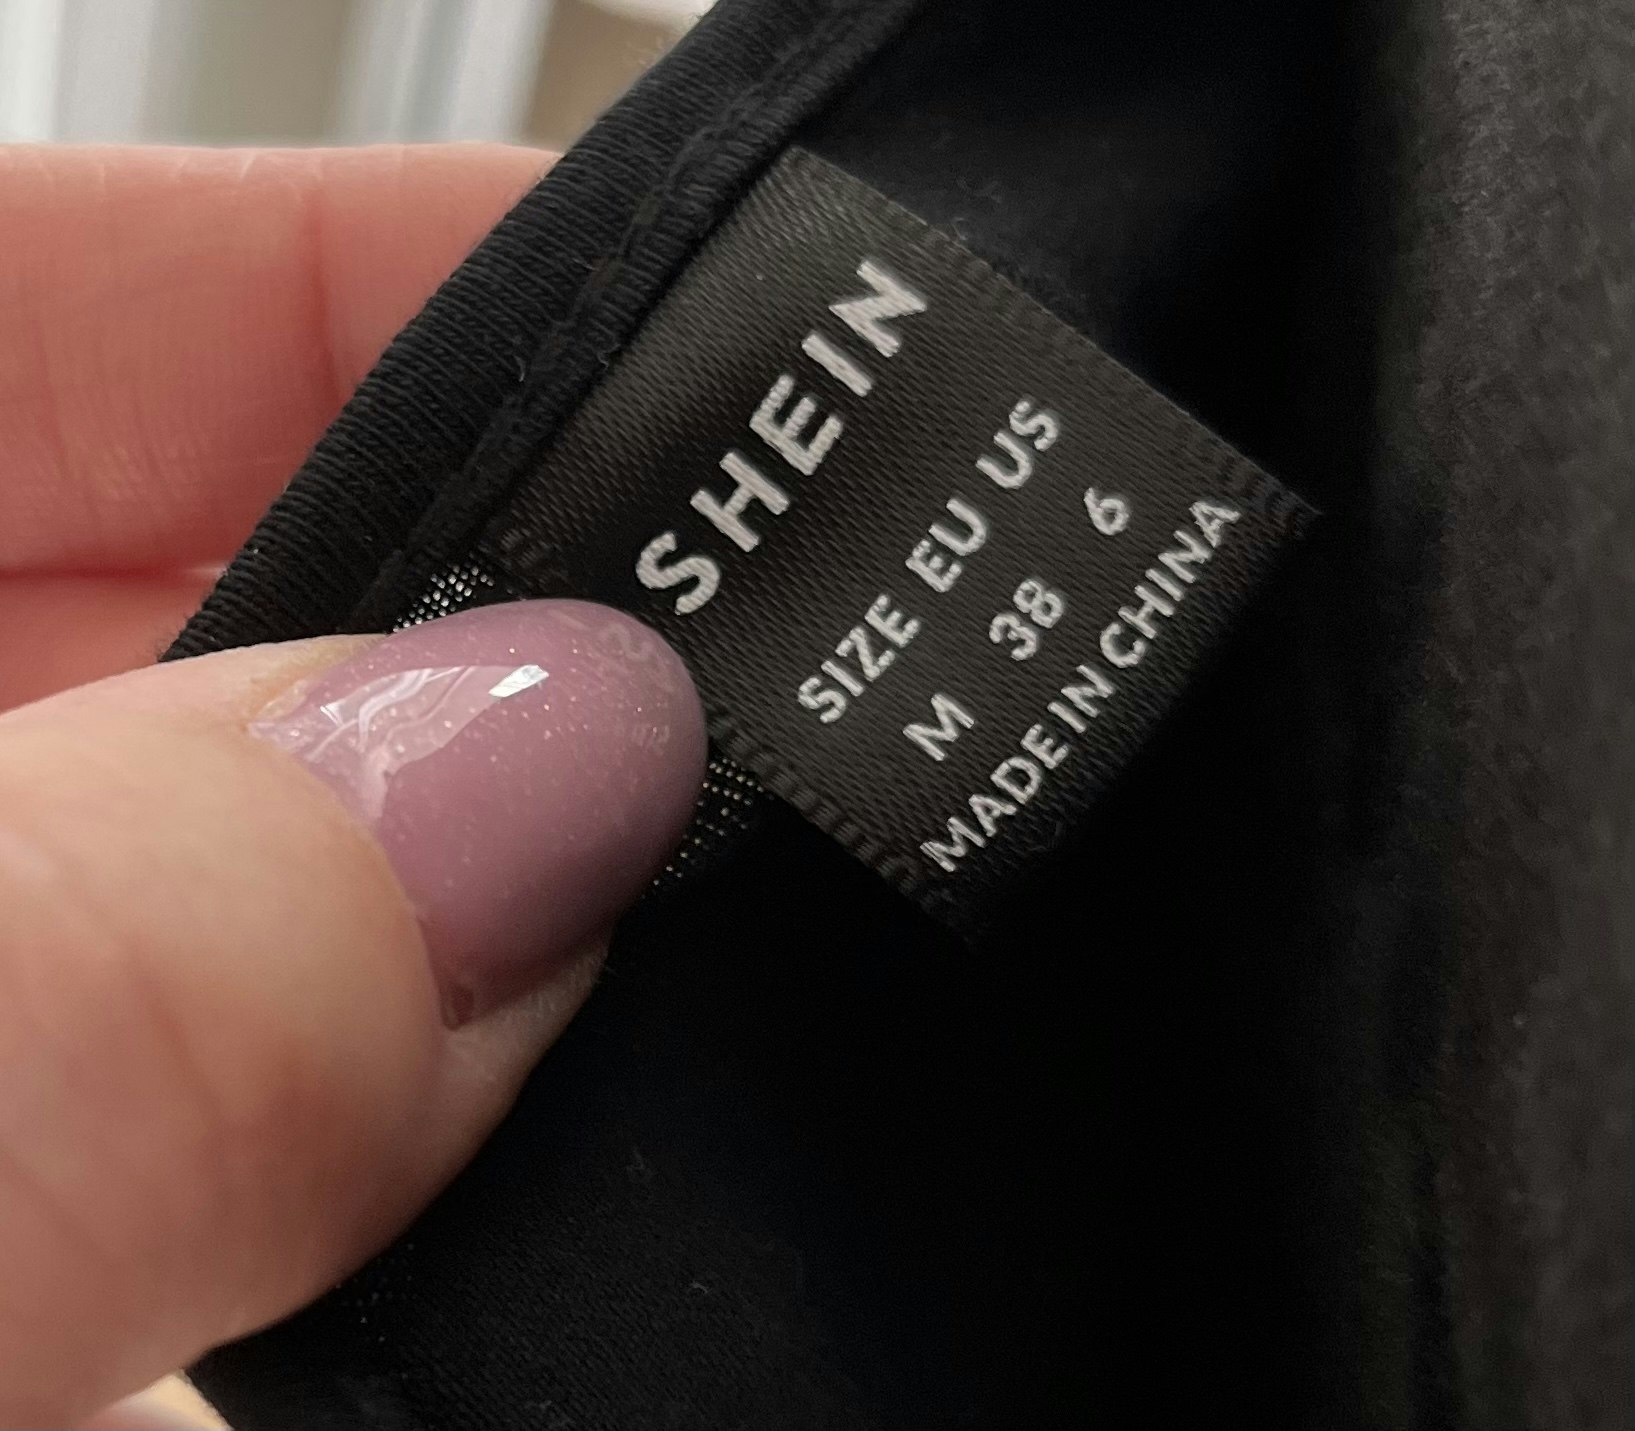 SHEIN
SIZE EU US
M 38 6
MADE IN CHINA